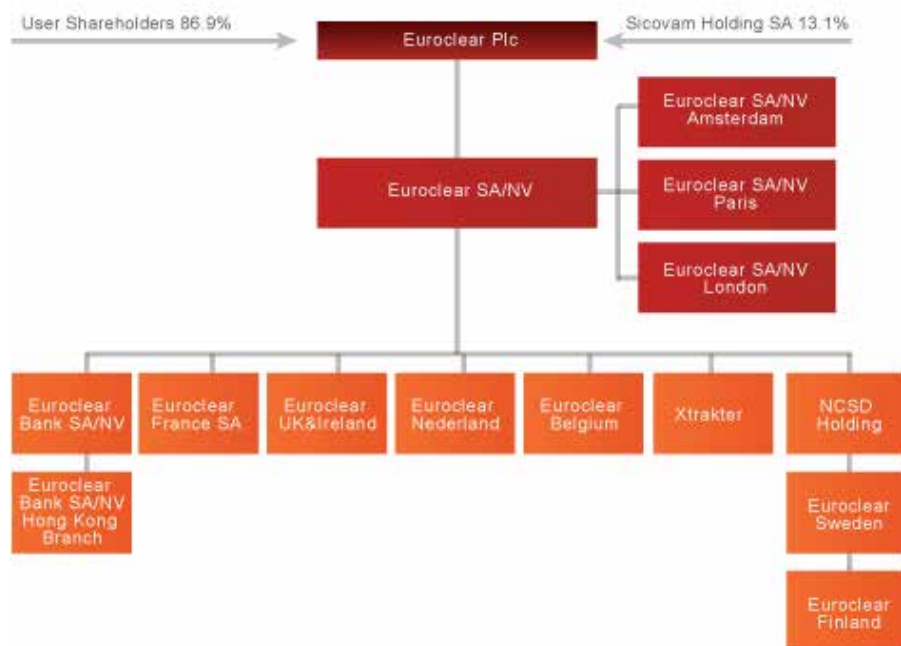 User Shareholders 86.9%
Euroclear Plc
Sicovam Holding SA 13.1%
Euroclear SA/NV
Amsterdam
Euroclear SA/NV
Euroclear SA/NV
Paris
Euroclear SA/NV
London
Euroclear
Bank SA/NV
Euroclear
France SA
Euroclear
UK&Ireland
Euroclear
Nederland
Euroclear
Belgium
Xtrakter
NCSD
Holding
Euroclear
Bank SA/NV
Hong Kong
Branch
Euroclear
Sweden
Euroclear
Finland